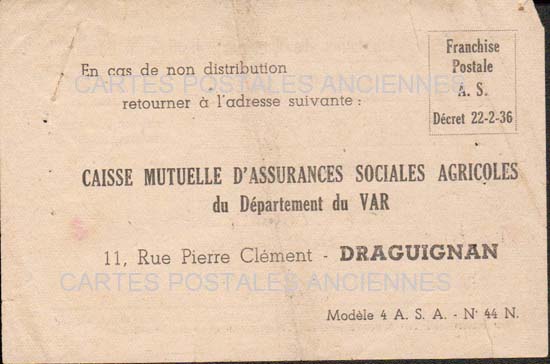 Franchise
Postale
A. S.
Décret 22-2-36
En cas de non distribution
CARTES POSTALES ANCIENNES
retourner à l'adresse suivante :
CAISSE MUTUELLE D'ASSURANCES SOCIALES AGRICOLES
du Département du VAR
11, Rue Pierre Clément - DRAGUIGNAN
CARTES POSTALES ANCIENNES
Modèle 4 A. S. A. - N° 44 N.